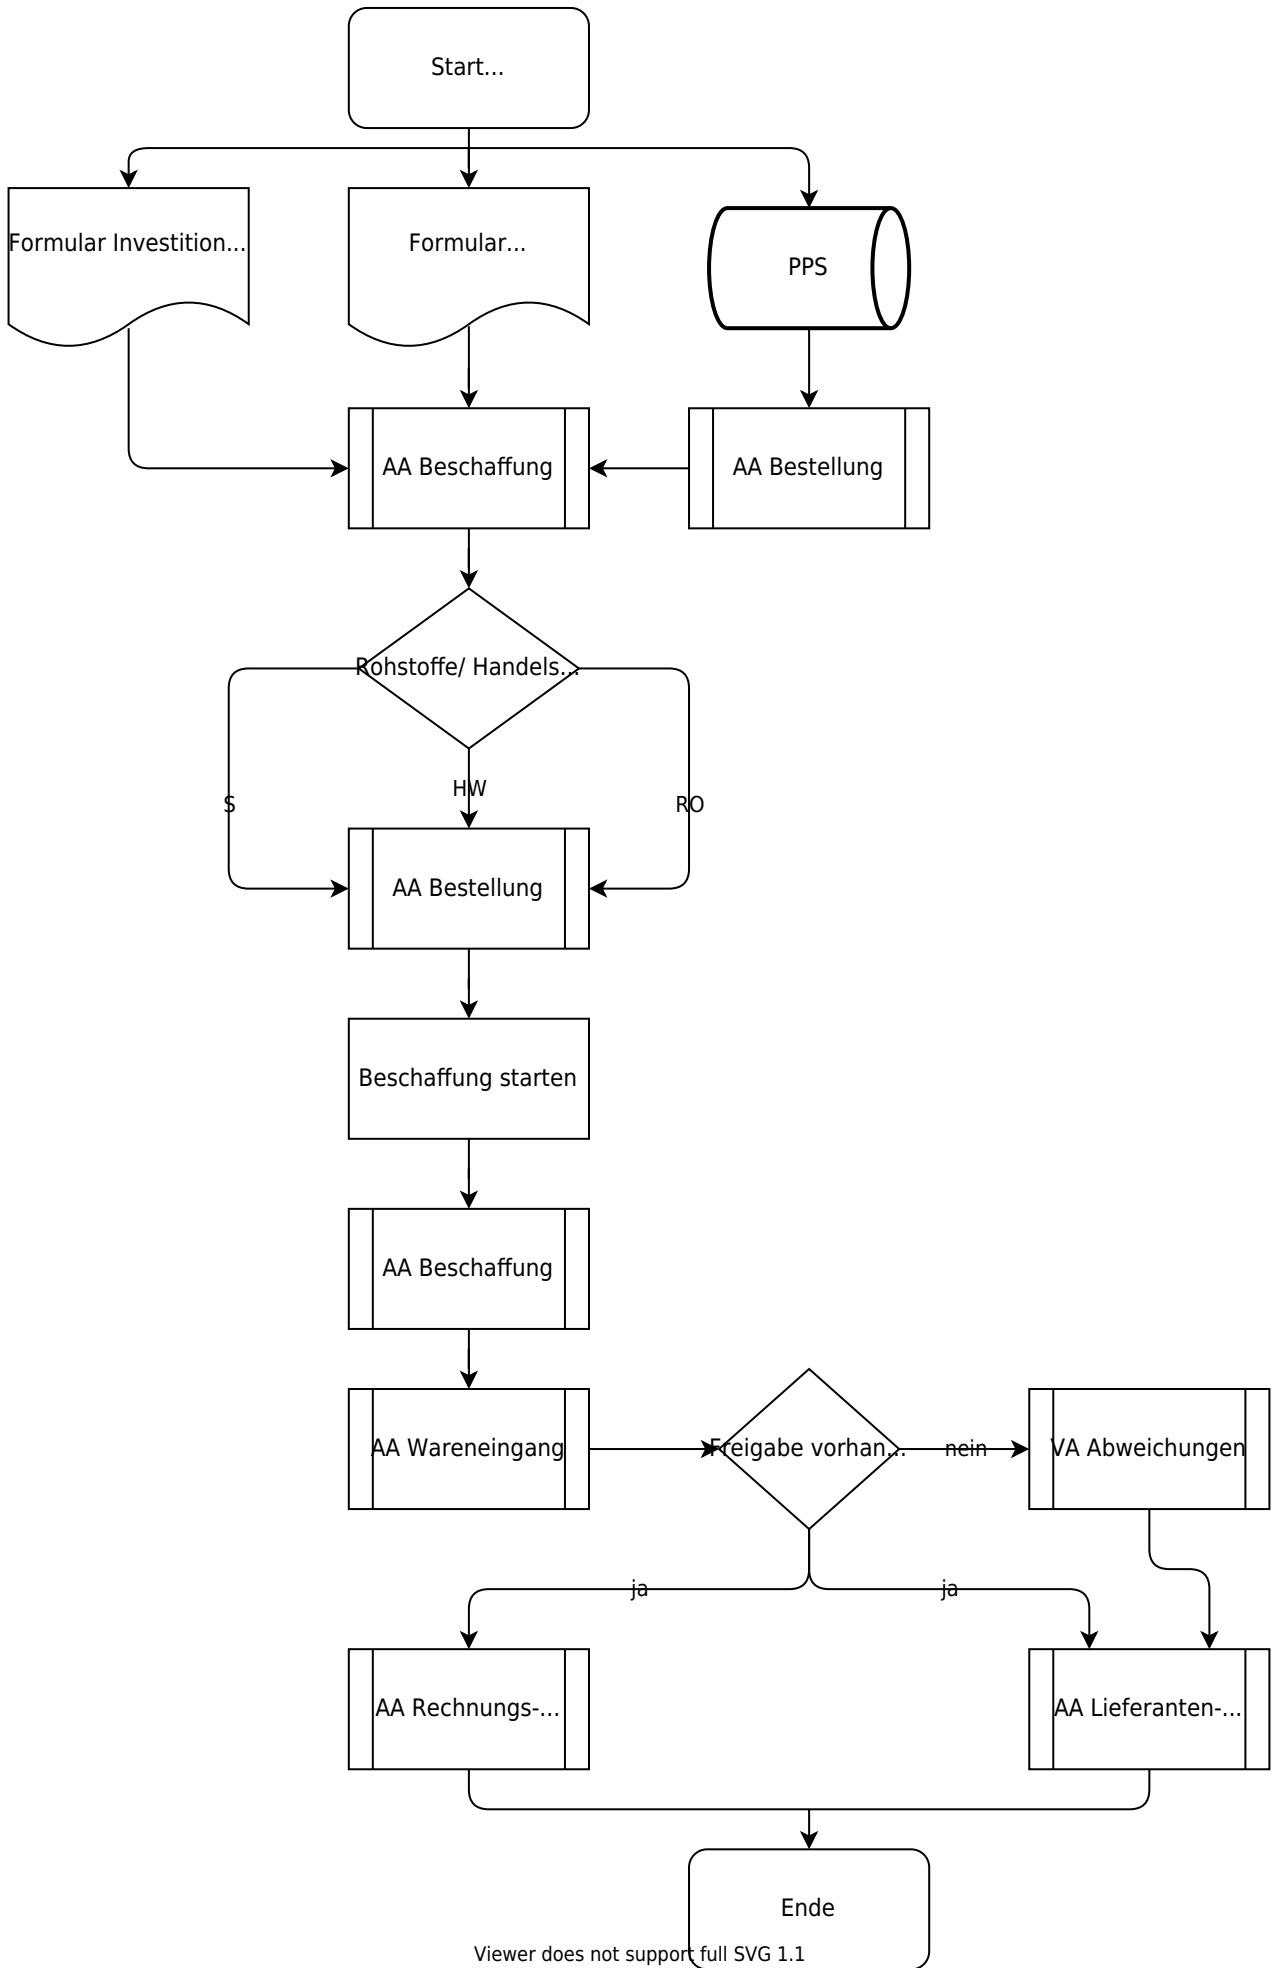 Start...
Formular Investition...
Formular...
PPS
AA Beschaffung
AA Bestellung
Rohstoffe/ Handels...
S
HW
RO
AA Bestellung
Beschaffung starten
AA Beschaffung
AA Wareneingang
Freigabe vorhan...
nein
VA Abweichungen
ja
ja
AA Rechnungs-...
AA Lieferanten-...
Ende
Viewer does not support full SVG 1.1